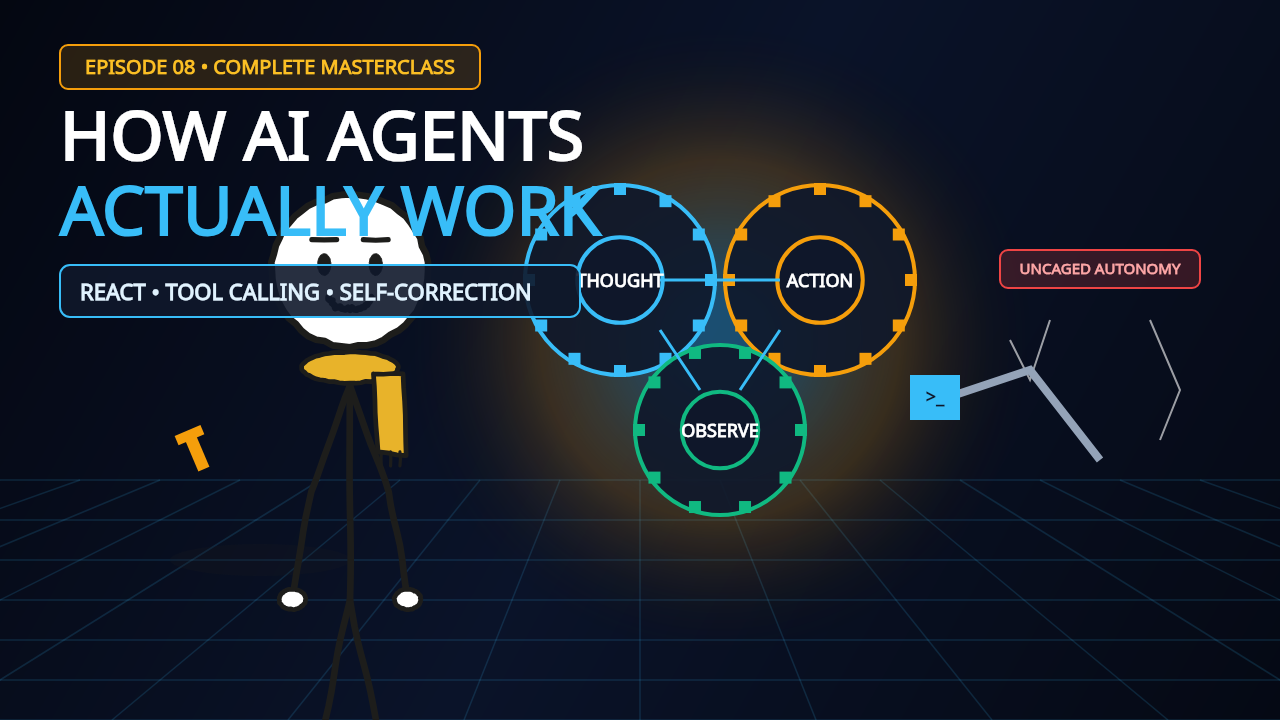 EPISODE 08 • COMPLETE MASTERCLASS
HOW AI AGENTS
ACTUALLY WORK
REACT • TOOL CALLING • SELF-CORRECTION
THOUGHT
ACTION
OBSERVE
UNCAGED AUTONOMY
>_